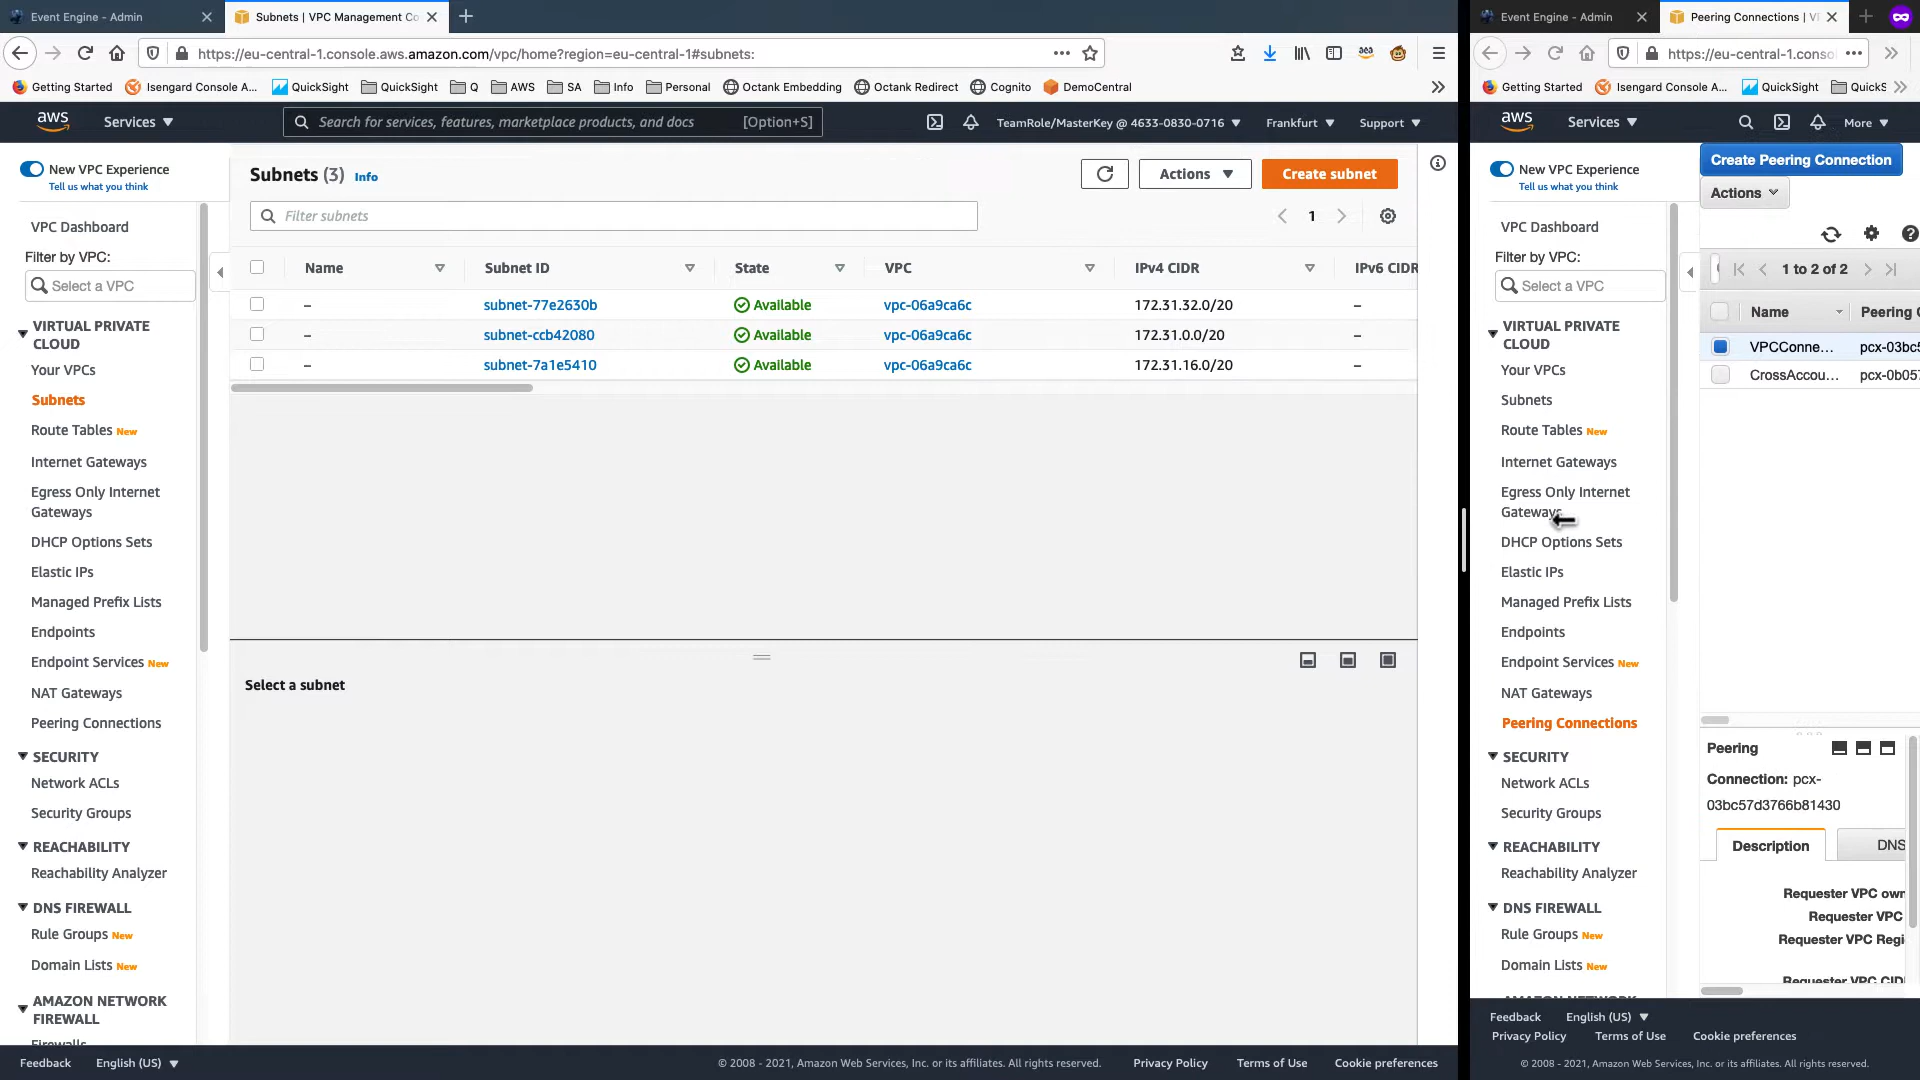 Event Engine - Admin
Subnets | VPC Management Co
https://eu-central-1.console.aws.amazon.com/vpc/home?region=eu-central-1#subnets:
Getting Started
Isengard Console A...
QuickSight
QuickSight
Q
AWS
SA
Info
Personal
Octank Embedding
Octank Redirect
Cognito
DemoCentral
aws
Services
Search for services, features, marketplace products, and docs
[Option+S]
TeamRole/MasterKey @ 4633-0830-0716
Frankfurt
Support
New VPC Experience
Tell us what you think
VPC Dashboard
Filter by VPC:
Select a VPC
VIRTUAL PRIVATE
CLOUD
Your VPCs
Subnets
Route Tables New
Internet Gateways
Egress Only Internet
Gateways
DHCP Options Sets
Elastic IPs
Managed Prefix Lists
Endpoints
Endpoint Services New
NAT Gateways
Peering Connections
SECURITY
Network ACLs
Security Groups
REACHABILITY
Reachability Analyzer
DNS FIREWALL
Rule Groups New
Domain Lists New
AMAZON NETWORK
FIREWALL
Firewalls
Subnets (3) Info
Actions
Create subnet
Filter subnets
1
Name Subnet ID State VPC IPv4 CIDR IPv6 CIDR
– subnet-77e2630b Available vpc-06a9ca6c 172.31.32.0/20 –
– subnet-ccb42080 Available vpc-06a9ca6c 172.31.0.0/20 –
– subnet-7a1e5410 Available vpc-06a9ca6c 172.31.16.0/20 –
Select a subnet
Feedback
English (US)
© 2008 - 2021, Amazon Web Services, Inc. or its affiliates. All rights reserved.
Privacy Policy
Terms of Use
Cookie preferences
Event Engine - Admin
Peering Connections | V
https://eu-central-1.conso
Getting Started
Isengard Console A...
QuickSight
QuickS
aws
Services
More
New VPC Experience
Tell us what you think
VPC Dashboard
Filter by VPC:
Select a VPC
VIRTUAL PRIVATE
CLOUD
Your VPCs
Subnets
Route Tables New
Internet Gateways
Egress Only Internet
Gateways
DHCP Options Sets
Elastic IPs
Managed Prefix Lists
Endpoints
Endpoint Services New
NAT Gateways
Peering Connections
SECURITY
Network ACLs
Security Groups
REACHABILITY
Reachability Analyzer
DNS FIREWALL
Rule Groups New
Domain Lists New
AMAZON NETWORK
Create Peering Connection
Actions
1 to 2 of 2
Name Peering C
VPCConne... pcx-03bc5
CrossAccou... pcx-0b057
Peering
Connection: pcx-
03bc57d3766b81430
Description
DNS
Requester VPC own
Requester VPC
Requester VPC Regi
Requester VPC CID
Feedback
English (US)
Privacy Policy
Terms of Use
Cookie preferences
© 2008 - 2021, Amazon Web Services, Inc. or its affiliates. All rights reserved.